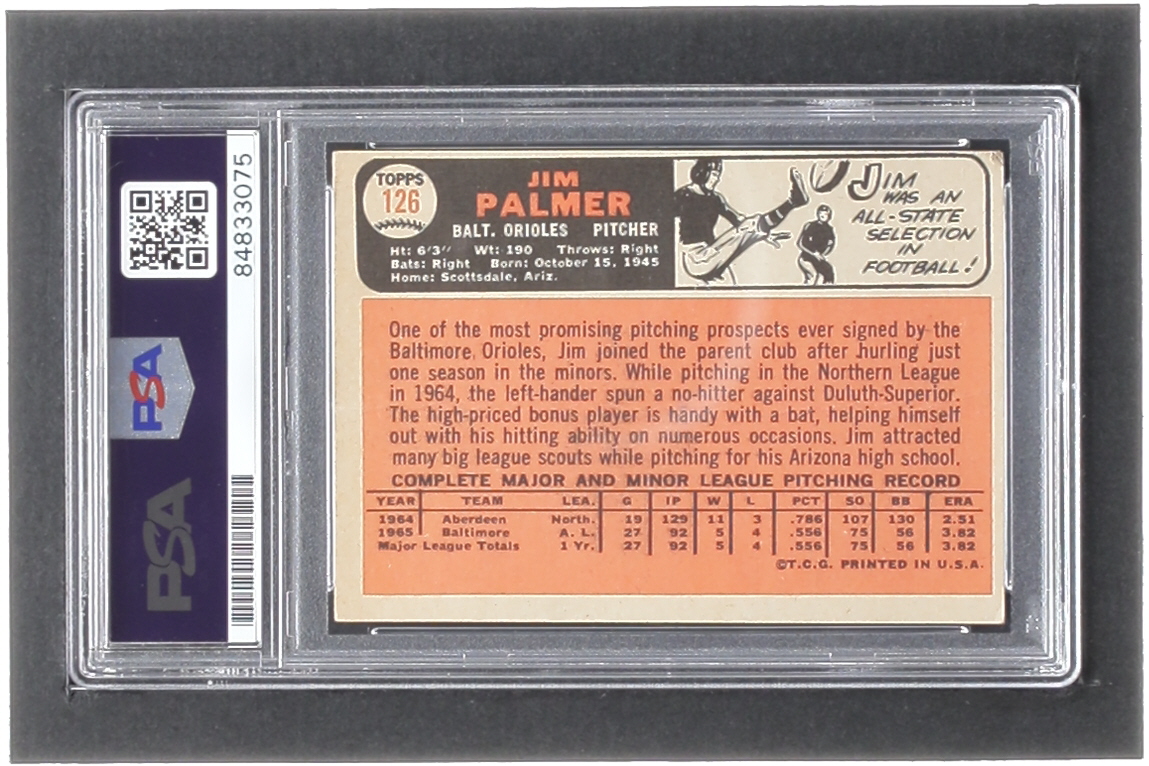 84833075
PSA
PSA
TOPPS
126
JIM
PALMER
BALT. ORIOLES PITCHER
Ht: 6'3" Wt: 190 Throws: Right
Bats: Right Born: October 15, 1945
Home: Scottsdale, Ariz.
JIM
WAS AN
ALL-STATE
SELECTION
IN
FOOTBALL!
One of the most promising pitching prospects ever signed by the
Baltimore Orioles, Jim joined the parent club after hurling just
one season in the minors. While pitching in the Northern League
in 1964, the left-hander spun a no-hitter against Duluth-Superior.
The high-priced bonus player is handy with a bat, helping himself
out with his hitting ability on numerous occasions. Jim attracted
many big league scouts while pitching for his Arizona high school.
COMPLETE MAJOR AND MINOR LEAGUE PITCHING RECORD
YEAR TEAM LEA. G IP W L PCT SO BB ERA
1964 Aberdeen North. 19 129 11 3 .786 107 130 2.51
1965 Baltimore A. L. 27 92 5 4 .556 75 56 3.82
Major League Totals 1 Yr. 27 92 5 4 .556 75 56 3.82
©T.C.G. PRINTED IN U.S.A.